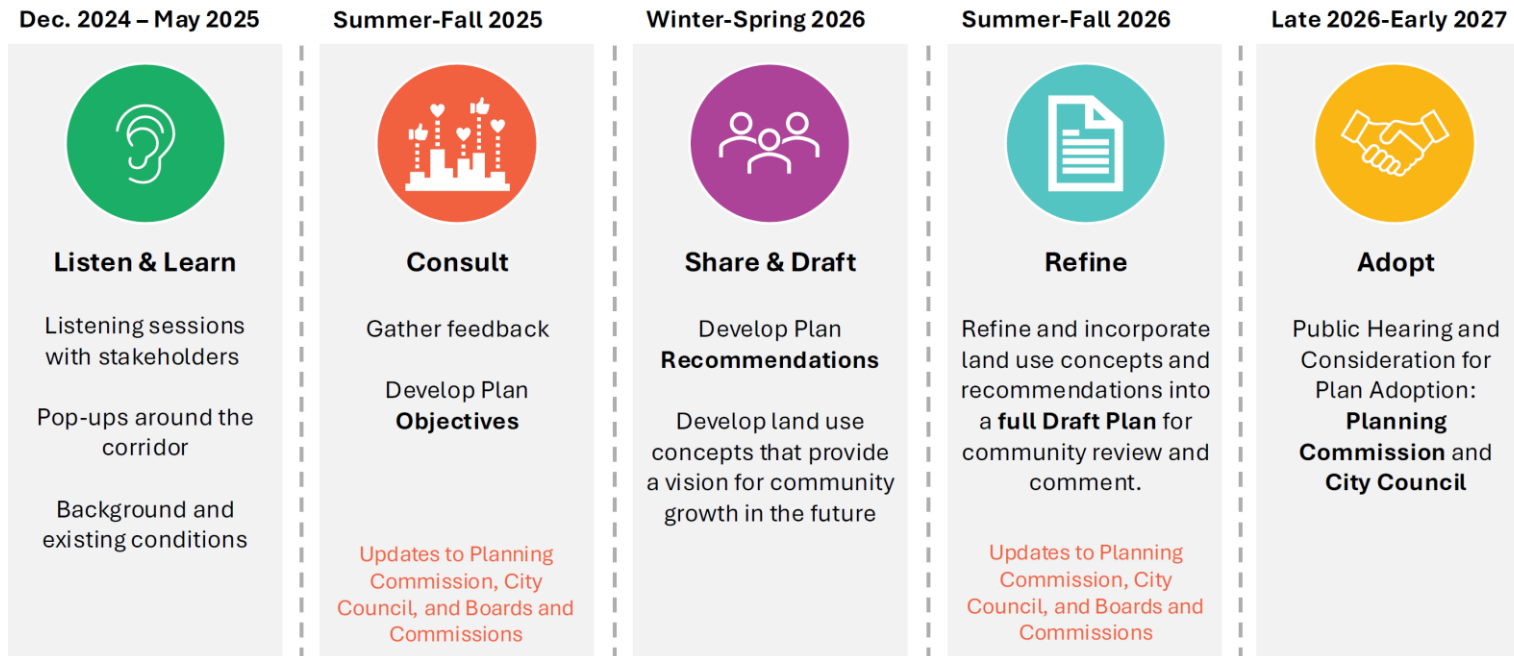 Dec. 2024 – May 2025
Listen & Learn
Listening sessions
with stakeholders
Pop-ups around the
corridor
Background and
existing conditions
Summer-Fall 2025
Consult
Gather feedback
Develop Plan
Objectives
Updates to Planning
Commission, City
Council, and Boards and
Commissions
Winter-Spring 2026
Share & Draft
Develop Plan
Recommendations
Develop land use
concepts that provide
a vision for community
growth in the future
Summer-Fall 2026
Refine
Refine and incorporate
land use concepts and
recommendations into
a full Draft Plan for
community review and
comment.
Updates to Planning
Commission, City
Council, and Boards and
Commissions
Late 2026-Early 2027
Adopt
Public Hearing and
Consideration for
Plan Adoption:
Planning
Commission and
City Council